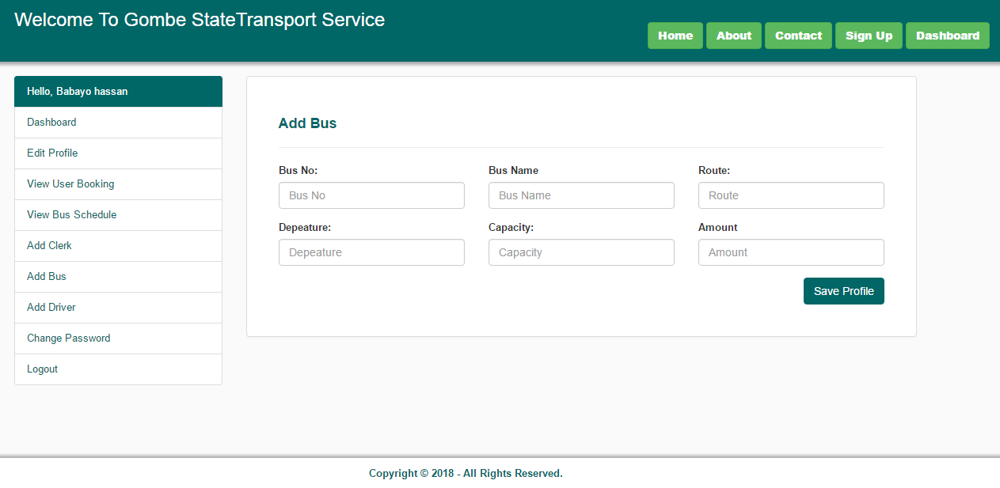 Welcome To Gombe StateTransport Service
Home About Contact Sign Up Dashboard
Hello, Babayo hassan
Dashboard
Edit Profile
View User Booking
View Bus Schedule
Add Clerk
Add Bus
Add Driver
Change Password
Logout
Add Bus
Bus No: Bus Name Route:
Bus No Bus Name Route
Depeature: Capacity: Amount
Depeature Capacity Amount
Save Profile
Copyright © 2018 - All Rights Reserved.